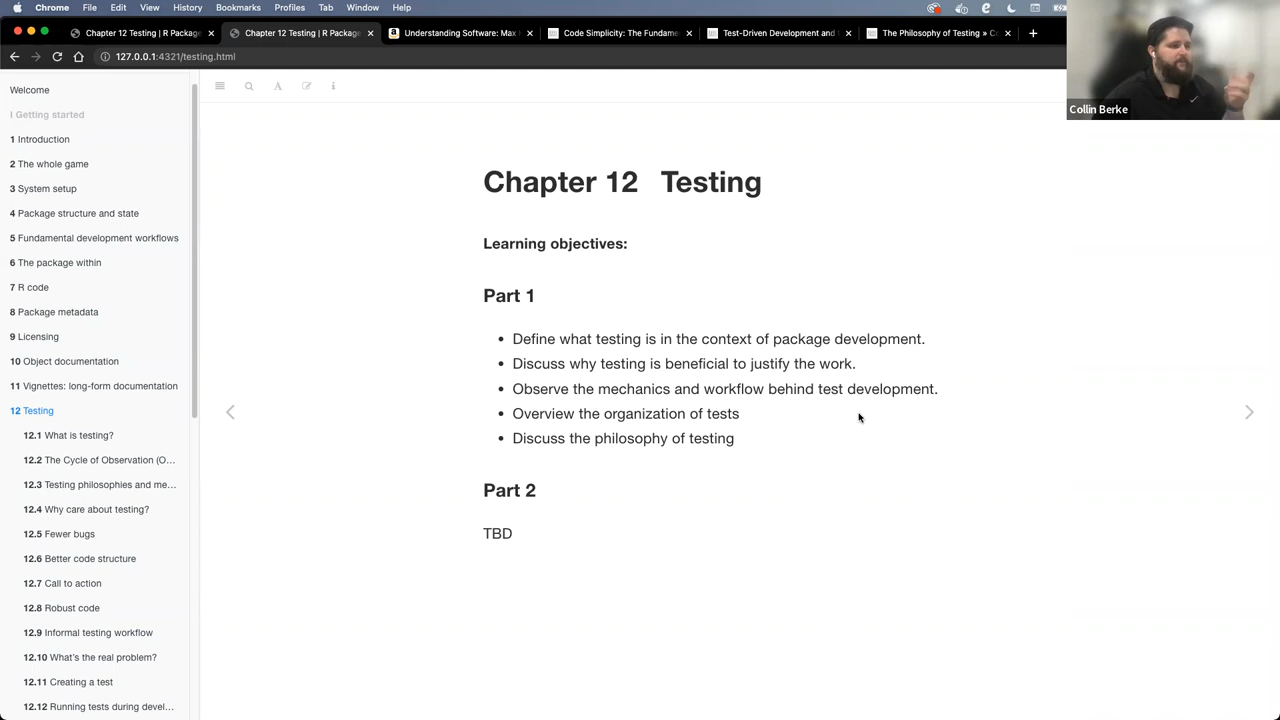 Chrome File Edit View History Bookmarks Profiles Tab Window Help
Chapter 12 Testing | R Package
Chapter 12 Testing | R Package
Understanding Software: Max
Code Simplicity: The Fundame
Test-Driven Development and
The Philosophy of Testing » Co
127.0.0.1:4321/testing.html
Collin Berke
Welcome
I Getting started
1 Introduction
2 The whole game
3 System setup
4 Package structure and state
5 Fundamental development workflows
6 The package within
7 R code
8 Package metadata
9 Licensing
10 Object documentation
11 Vignettes: long-form documentation
12 Testing
12.1 What is testing?
12.2 The Cycle of Observation (O...
12.3 Testing philosophies and me...
12.4 Why care about testing?
12.5 Fewer bugs
12.6 Better code structure
12.7 Call to action
12.8 Robust code
12.9 Informal testing workflow
12.10 What's the real problem?
12.11 Creating a test
12.12 Running tests during devel...
Chapter 12 Testing
Learning objectives:
Part 1
• Define what testing is in the context of package development.
• Discuss why testing is beneficial to justify the work.
• Observe the mechanics and workflow behind test development.
• Overview the organization of tests
• Discuss the philosophy of testing
Part 2
TBD